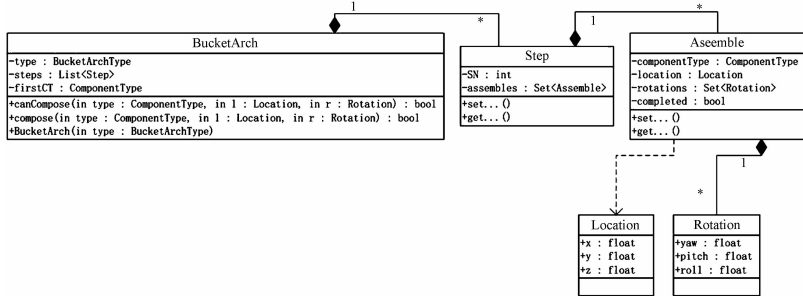 1
*
BucketArch
-type : BucketArchType
-steps : List<Step>
-firstCT : ComponentType
+canCompose(in type : ComponentType, in l : Location, in r : Rotation) : bool
+compose(in type : ComponentType, in l : Location, in r : Rotation) : bool
+BucketArch(in type : BucketArchType)
Step
-SN : int
-assembles : Set<Assemble>
+set...()
+get...()
1
*
Aseemble
-componentType : ComponentType
-location : Location
-rotations : Set<Rotation>
-completed : bool
+set...()
+get...()
1
*
Location
+x : float
+y : float
+z : float
Rotation
+yaw : float
+pitch : float
+roll : float